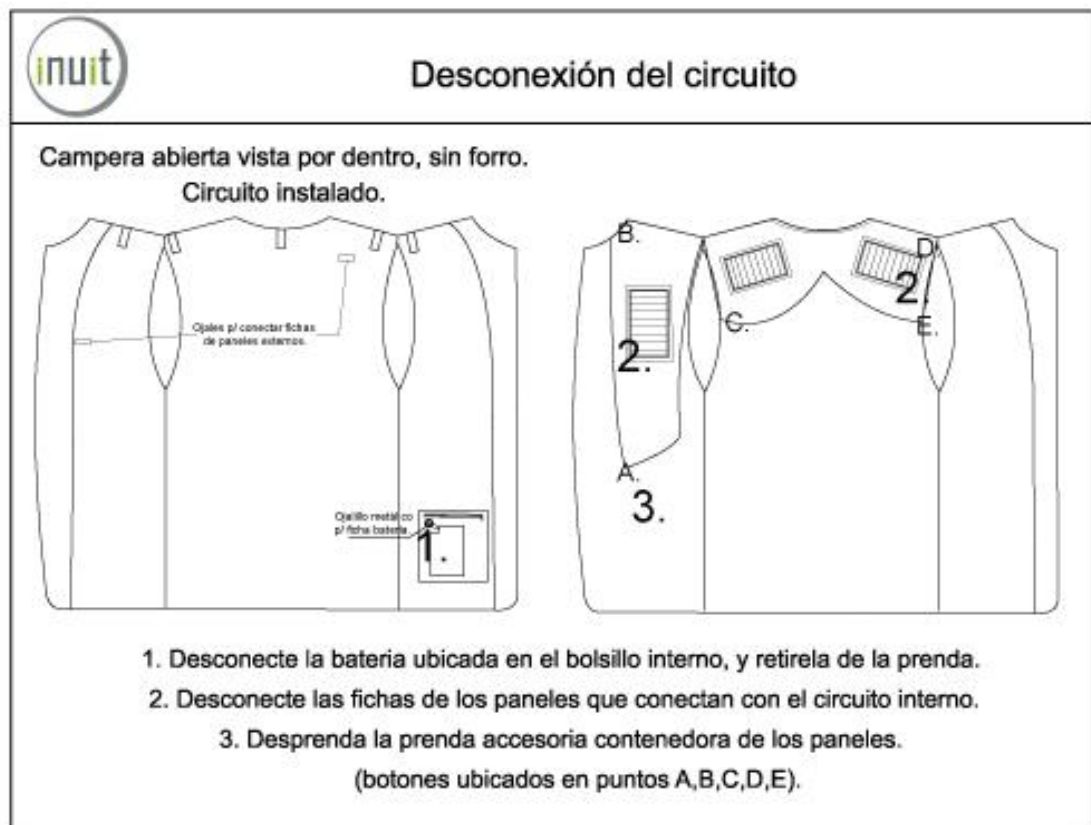 inuit
Desconexión del circuito
Campera abierta vista por dentro, sin forro.
Circuito instalado.
Ojales p/ conectar fichas
de paneles externos.
Ojalillo metálico
p/ ficha batería
1.
B.
D.
2.
C.
E.
2.
A.
3.
1. Desconecte la bateria ubicada en el bolsillo interno, y retirela de la prenda.
2. Desconecte las fichas de los paneles que conectan con el circuito interno.
3. Desprenda la prenda accesoria contenedora de los paneles.
(botones ubicados en puntos A,B,C,D,E).